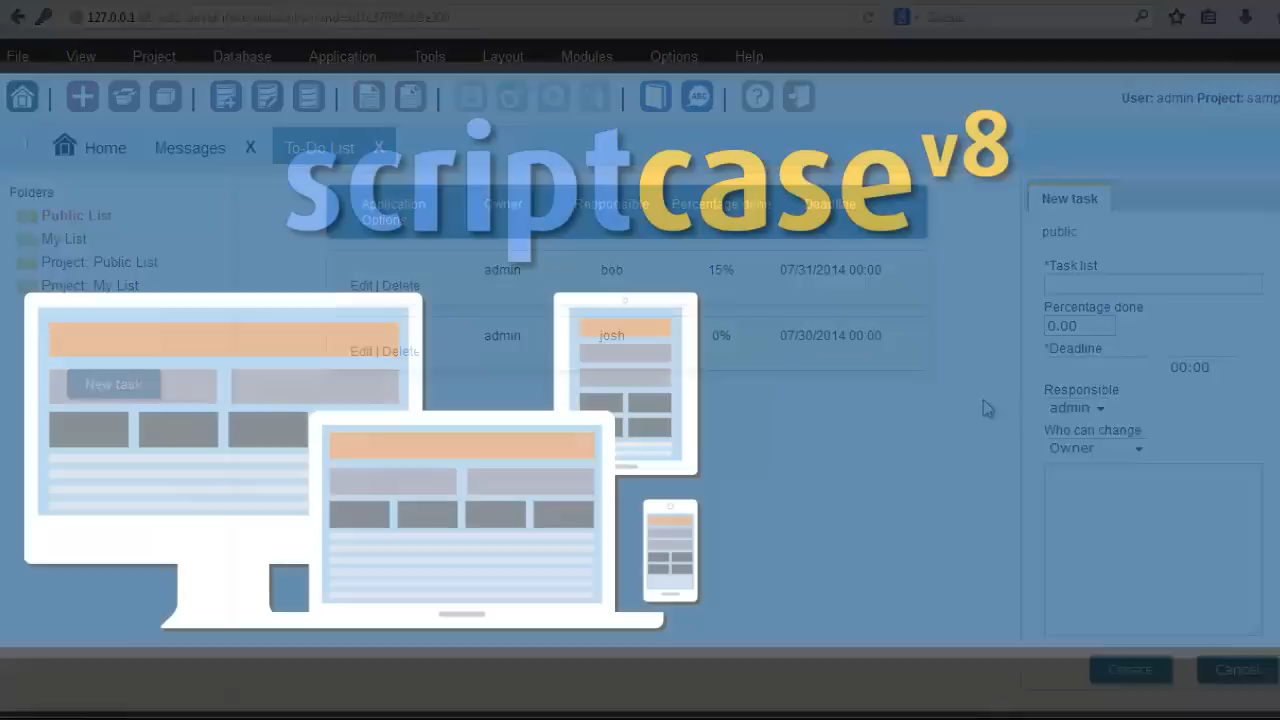 127.0.0.1
File View Project Database Application Tools Layout Modules Options Help
ABC
?
User: admin Project: samp
Home Messages X To-Do List X
scriptcase v8
Folders
Public List
My List
Project: Public List
Project: My List
New task
Application Owner Responsible Percentage done Deadline
Options
admin bob 15% 07/31/2014 00:00
Edit | Delete
admin josh 0% 07/30/2014 00:00
Edit | Delete
New task
public
*Task list
Percentage done
0.00
*Deadline
00:00
Responsible
admin
Who can change
Owner
Create Cancel